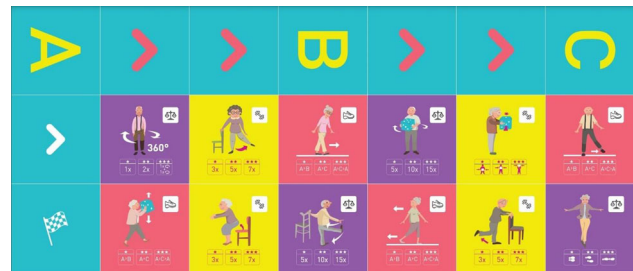 A
B
C
360°
1x 2x
3x 5x 7x
A›B A›C A›C›A
5x 10x 15x
A›B A›C A›C›A
A›B A›C A›C›A
3x 5x 7x
5x 10x 15x
A›B A›C A›C›A
3x 5x 7x